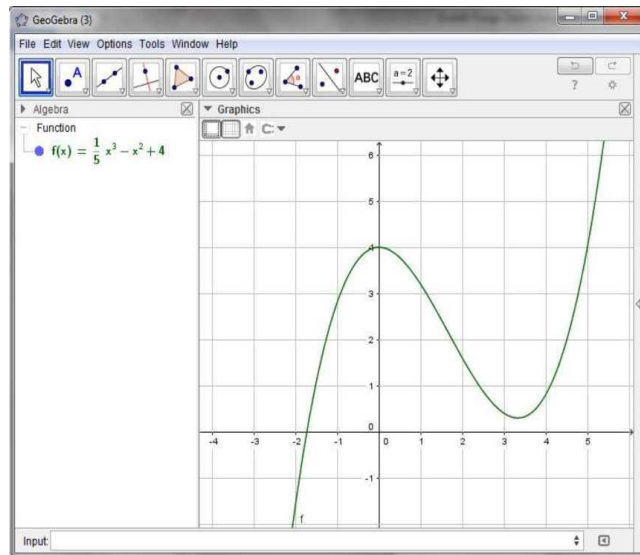 GeoGebra (3)
File Edit View Options Tools Window Help
A
ABC
a=2
?
Algebra
Graphics
Function
f(x) = 1/5 x³ − x² + 4
6
5
4
3
2
1
0
-4 -3 -2 -1 0 1 2 3 4 5
-1
f
Input: